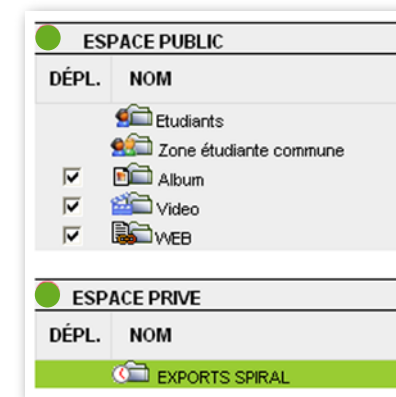 ESPACE PUBLIC
DÉPL. NOM
Etudiants
Zone étudiante commune
Album
Video
WEB
ESPACE PRIVE
DÉPL. NOM
EXPORTS SPIRAL